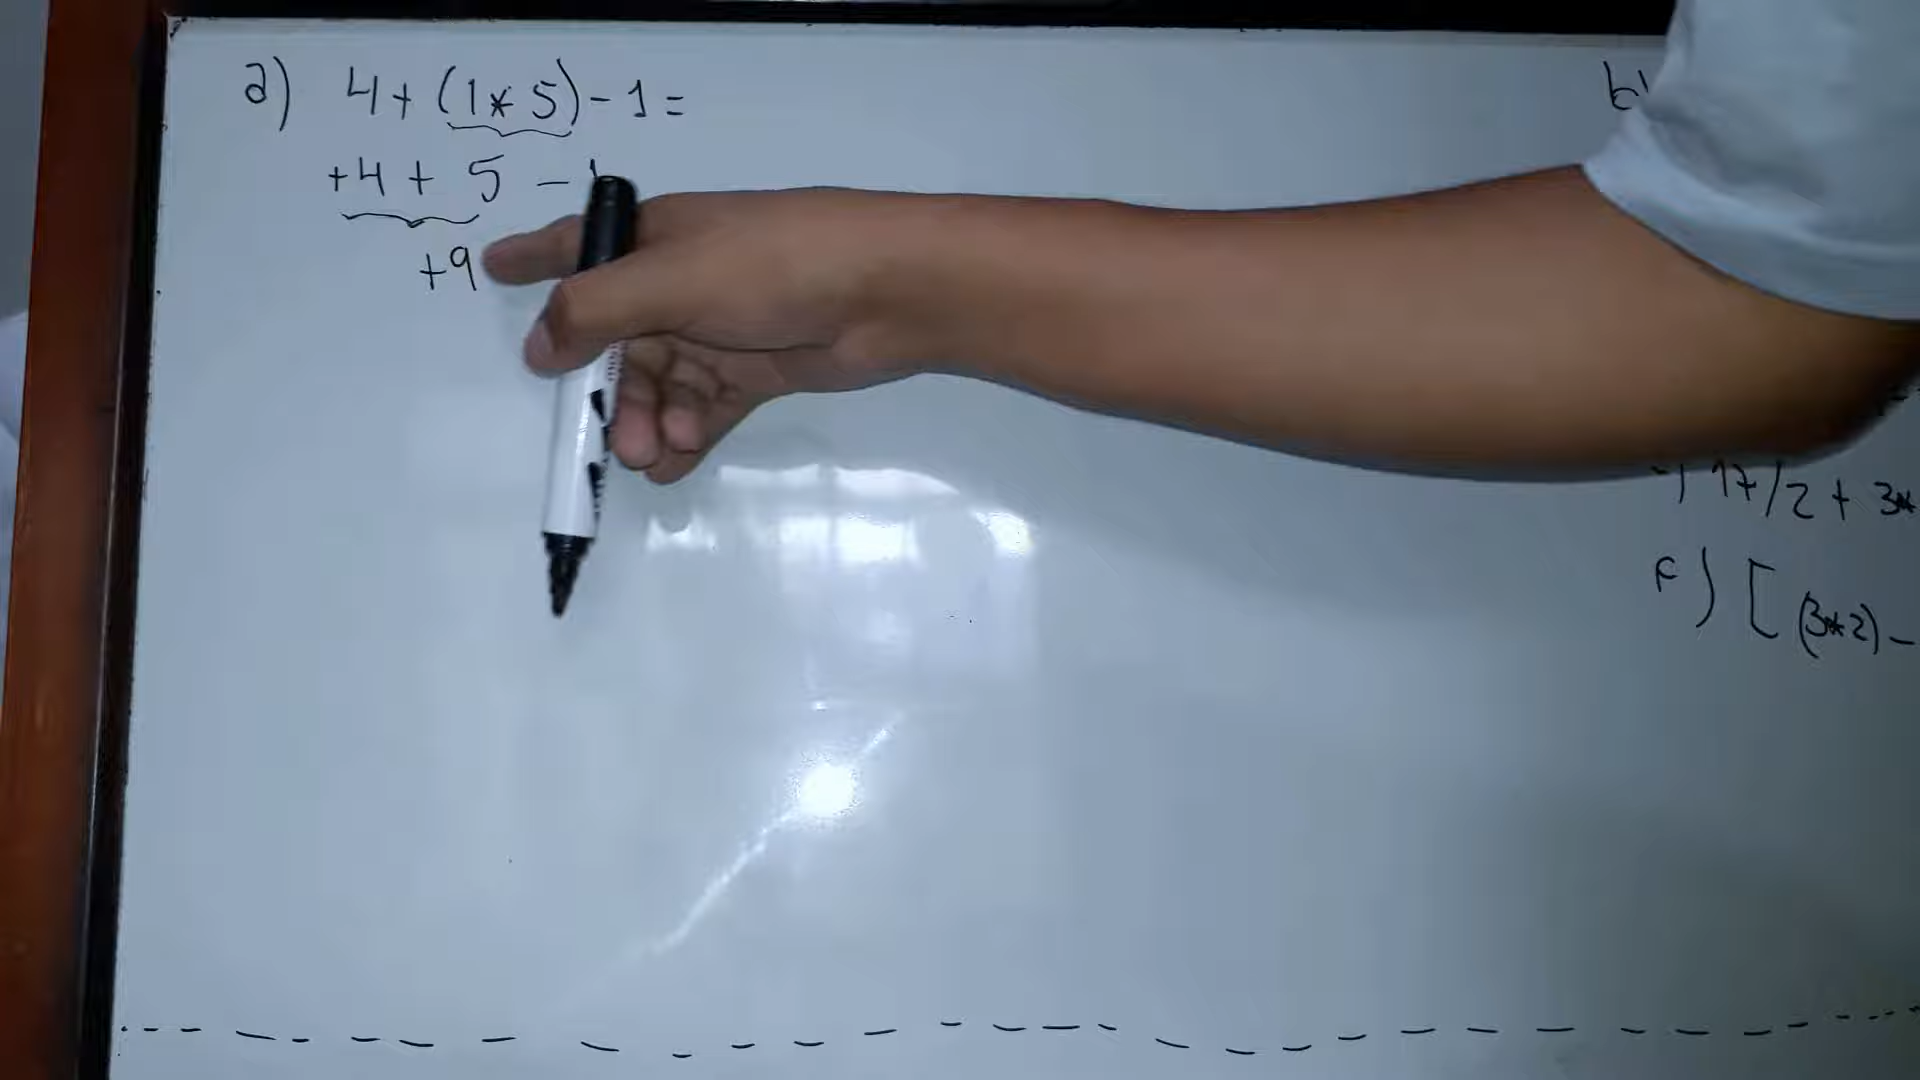 a) 4 + (1 * 5) - 1 =
+4 + 5 - 1
+9
b)
17/2 + 3*
F) [ (3*2) -